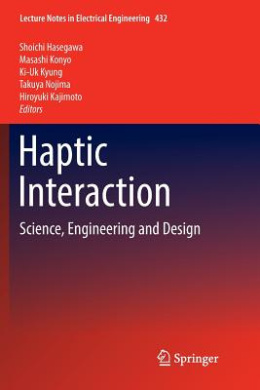 Lecture Notes in Electrical Engineering 432
Shoichi Hasegawa
Masashi Konyo
Ki-Uk Kyung
Takuya Nojima
Hiroyuki Kajimoto
Editors
Haptic
Interaction
Science, Engineering and Design
Springer